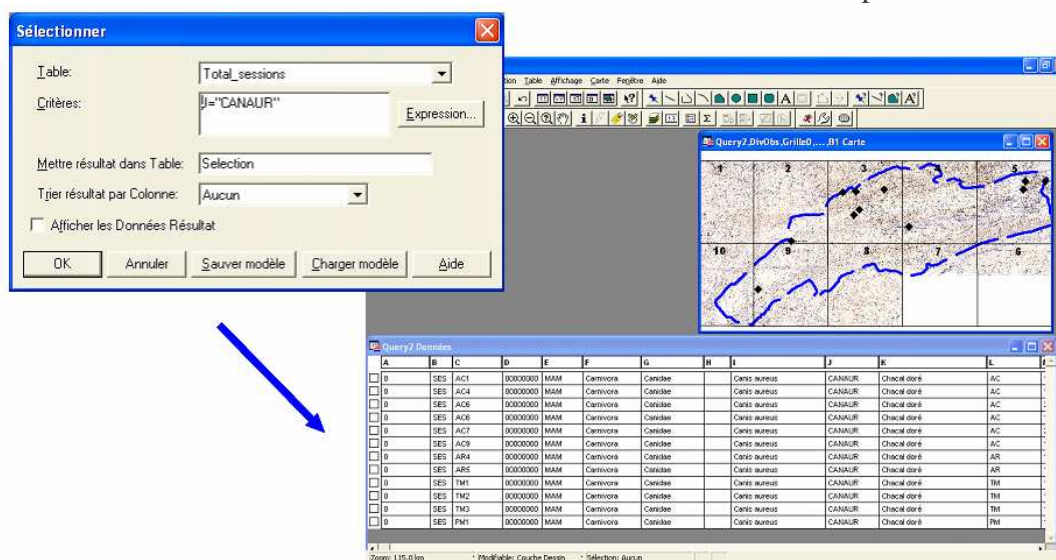 Sélectionner
Table: Total_sessions
Critères: J="CANAUR"
Expression...
Mettre résultat dans Table: Selection
Trier résultat par Colonne: Aucun
Afficher les Données Résultat
OK Annuler Sauver modèle Charger modèle Aide
Table Affichage Carte Fenêtre Aide
Query2,DivObs,Grille0,...,B1 Carte
1 2 3 4 5
10 9 8 7 6
Query2 Données
A B C D E F G H I J K L
0 SES AC1 00000000 MAM Carnivora Canidae Canis aureus CANAUR Chacal doré AC
0 SES AC4 00000000 MAM Carnivora Canidae Canis aureus CANAUR Chacal doré AC
0 SES AC6 00000000 MAM Carnivora Canidae Canis aureus CANAUR Chacal doré AC
0 SES AC6 00000000 MAM Carnivora Canidae Canis aureus CANAUR Chacal doré AC
0 SES AC7 00000000 MAM Carnivora Canidae Canis aureus CANAUR Chacal doré AC
0 SES AC9 00000000 MAM Carnivora Canidae Canis aureus CANAUR Chacal doré AC
0 SES AR4 00000000 MAM Carnivora Canidae Canis aureus CANAUR Chacal doré AR
0 SES AR5 00000000 MAM Carnivora Canidae Canis aureus CANAUR Chacal doré AR
0 SES TM1 00000000 MAM Carnivora Canidae Canis aureus CANAUR Chacal doré TM
0 SES TM2 00000000 MAM Carnivora Canidae Canis aureus CANAUR Chacal doré TM
0 SES TM3 00000000 MAM Carnivora Canidae Canis aureus CANAUR Chacal doré TM
0 SES PM1 00000000 MAM Carnivora Canidae Canis aureus CANAUR Chacal doré PM
Zoom: 115,0 km Modifiable: Couche Dessin Sélection: Aucun